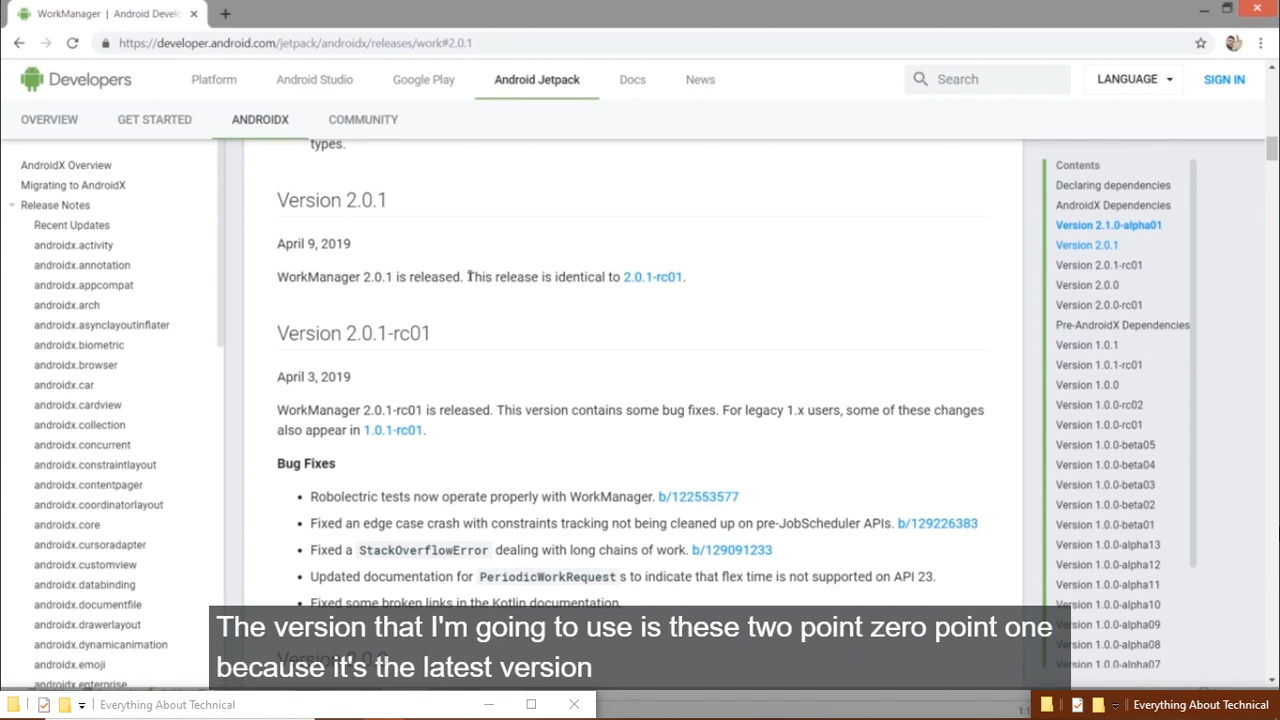 WorkManager | Android Develo
https://developer.android.com/jetpack/androidx/releases/work#2.0.1
Developers
Platform
Android Studio
Google Play
Android Jetpack
Docs
News
Search
LANGUAGE
SIGN IN
OVERVIEW
GET STARTED
ANDROIDX
COMMUNITY
AndroidX Overview
Migrating to AndroidX
Release Notes
Recent Updates
androidx.activity
androidx.annotation
androidx.appcompat
androidx.arch
androidx.asynclayoutinflater
androidx.biometric
androidx.browser
androidx.car
androidx.cardview
androidx.collection
androidx.concurrent
androidx.constraintlayout
androidx.contentpager
androidx.coordinatorlayout
androidx.core
androidx.cursoradapter
androidx.customview
androidx.databinding
androidx.documentfile
androidx.drawerlayout
androidx.dynamicanimation
androidx.emoji
androidx.enterprise
types.
Version 2.0.1
April 9, 2019
WorkManager 2.0.1 is released. This release is identical to 2.0.1-rc01.
Version 2.0.1-rc01
April 3, 2019
WorkManager 2.0.1-rc01 is released. This version contains some bug fixes. For legacy 1.x users, some of these changes
also appear in 1.0.1-rc01.
Bug Fixes
• Robolectric tests now operate properly with WorkManager. b/122553577
• Fixed an edge case crash with constraints tracking not being cleaned up on pre-JobScheduler APIs. b/129226383
• Fixed a StackOverflowError dealing with long chains of work. b/129091233
• Updated documentation for PeriodicWorkRequest s to indicate that flex time is not supported on API 23.
• Fixed some broken links in the Kotlin documentation.
Contents
Declaring dependencies
AndroidX Dependencies
Version 2.1.0-alpha01
Version 2.0.1
Version 2.0.1-rc01
Version 2.0.0
Version 2.0.0-rc01
Pre-AndroidX Dependencies
Version 1.0.1
Version 1.0.1-rc01
Version 1.0.0
Version 1.0.0-rc02
Version 1.0.0-rc01
Version 1.0.0-beta05
Version 1.0.0-beta04
Version 1.0.0-beta03
Version 1.0.0-beta02
Version 1.0.0-beta01
Version 1.0.0-alpha13
Version 1.0.0-alpha12
Version 1.0.0-alpha11
Version 1.0.0-alpha10
Version 1.0.0-alpha09
Version 1.0.0-alpha08
Version 1.0.0-alpha07
The version that I'm going to use is these two point zero point one
because it's the latest version
Everything About Technical
Everything About Technical